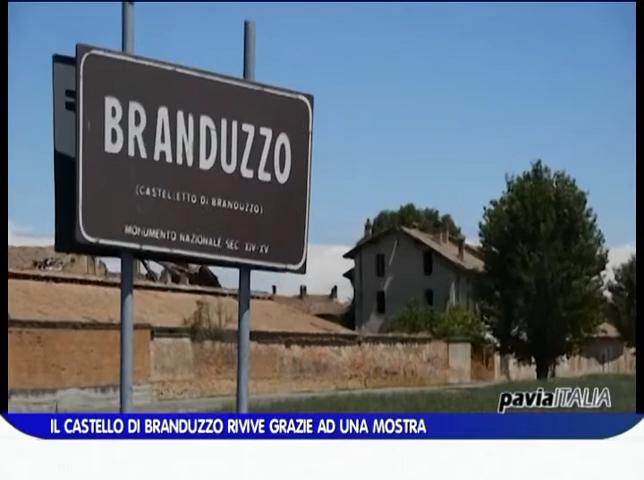 BRANDUZZO
(CASTELLETTO DI BRANDUZZO)
MONUMENTO NAZIONALE SEC. XIV-XV
paviaITALIA
IL CASTELLO DI BRANDUZZO RIVIVE GRAZIE AD UNA MOSTRA